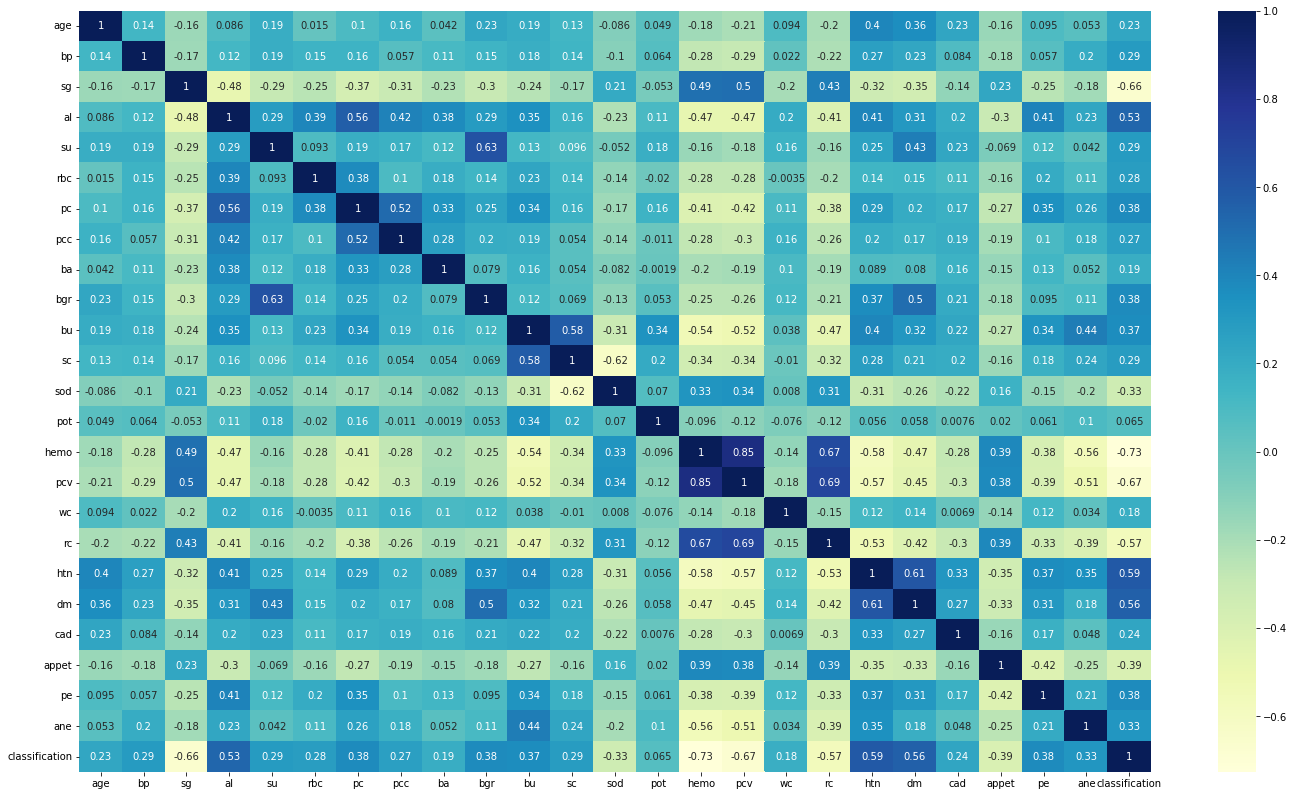 age 1 0.14 -0.16 0.086 0.19 0.015 0.1 0.16 0.042 0.23 0.19 0.13 -0.086 0.049 -0.18 -0.21 0.094 -0.2 0.4 0.36 0.23 -0.16 0.095 0.053 0.23 1.0
bp 0.14 1 -0.17 0.12 0.19 0.15 0.16 0.057 0.11 0.15 0.18 0.14 -0.1 0.064 -0.28 -0.29 0.022 -0.22 0.27 0.23 0.084 -0.18 0.057 0.2 0.29
sg -0.16 -0.17 1 -0.48 -0.29 -0.25 -0.37 -0.31 -0.23 -0.3 -0.24 -0.17 0.21 -0.053 0.49 0.5 -0.2 0.43 -0.32 -0.35 -0.14 0.23 -0.25 -0.18 -0.66 0.8
al 0.086 0.12 -0.48 1 0.29 0.39 0.56 0.42 0.38 0.29 0.35 0.16 -0.23 0.11 -0.47 -0.47 0.2 -0.41 0.41 0.31 0.2 -0.3 0.41 0.23 0.53
su 0.19 0.19 -0.29 0.29 1 0.093 0.19 0.17 0.12 0.63 0.13 0.096 -0.052 0.18 -0.16 -0.18 0.16 -0.16 0.25 0.43 0.23 -0.069 0.12 0.042 0.29
rbc 0.015 0.15 -0.25 0.39 0.093 1 0.38 0.1 0.18 0.14 0.23 0.14 -0.14 -0.02 -0.28 -0.28 -0.0035 -0.2 0.14 0.15 0.11 -0.16 0.2 0.11 0.28 0.6
pc 0.1 0.16 -0.37 0.56 0.19 0.38 1 0.52 0.33 0.25 0.34 0.16 -0.17 0.16 -0.41 -0.42 0.11 -0.38 0.29 0.2 0.17 -0.27 0.35 0.26 0.38
pcc 0.16 0.057 -0.31 0.42 0.17 0.1 0.52 1 0.28 0.2 0.19 0.054 -0.14 -0.011 -0.28 -0.3 0.16 -0.26 0.2 0.17 0.19 -0.19 0.1 0.18 0.27
ba 0.042 0.11 -0.23 0.38 0.12 0.18 0.33 0.28 1 0.079 0.16 0.054 -0.082 -0.0019 -0.2 -0.19 0.1 -0.19 0.089 0.08 0.16 -0.15 0.13 0.052 0.19 0.4
bgr 0.23 0.15 -0.3 0.29 0.63 0.14 0.25 0.2 0.079 1 0.12 0.069 -0.13 0.053 -0.25 -0.26 0.12 -0.21 0.37 0.5 0.21 -0.18 0.095 0.11 0.38
bu 0.19 0.18 -0.24 0.35 0.13 0.23 0.34 0.19 0.16 0.12 1 0.58 -0.31 0.34 -0.54 -0.52 0.038 -0.47 0.4 0.32 0.22 -0.27 0.34 0.44 0.37
sc 0.13 0.14 -0.17 0.16 0.096 0.14 0.16 0.054 0.054 0.069 0.58 1 -0.62 0.2 -0.34 -0.34 -0.01 -0.32 0.28 0.21 0.2 -0.16 0.18 0.24 0.29 0.2
sod -0.086 -0.1 0.21 -0.23 -0.052 -0.14 -0.17 -0.14 -0.082 -0.13 -0.31 -0.62 1 0.07 0.33 0.34 0.008 0.31 -0.31 -0.26 -0.22 0.16 -0.15 -0.2 -0.33
pot 0.049 0.064 -0.053 0.11 0.18 -0.02 0.16 -0.011 -0.0019 0.053 0.34 0.2 0.07 1 -0.096 -0.12 -0.076 -0.12 0.056 0.058 0.0076 0.02 0.061 0.1 0.065
hemo -0.18 -0.28 0.49 -0.47 -0.16 -0.28 -0.41 -0.28 -0.2 -0.25 -0.54 -0.34 0.33 -0.096 1 0.85 -0.14 0.67 -0.58 -0.47 -0.28 0.39 -0.38 -0.56 -0.73 0.0
pcv -0.21 -0.29 0.5 -0.47 -0.18 -0.28 -0.42 -0.3 -0.19 -0.26 -0.52 -0.34 0.34 -0.12 0.85 1 -0.18 0.69 -0.57 -0.45 -0.3 0.38 -0.39 -0.51 -0.67
wc 0.094 0.022 -0.2 0.2 0.16 -0.0035 0.11 0.16 0.1 0.12 0.038 -0.01 0.008 -0.076 -0.14 -0.18 1 -0.15 0.12 0.14 0.0069 -0.14 0.12 0.034 0.18
rc -0.2 -0.22 0.43 -0.41 -0.16 -0.2 -0.38 -0.26 -0.19 -0.21 -0.47 -0.32 0.31 -0.12 0.67 0.69 -0.15 1 -0.53 -0.42 -0.3 0.39 -0.33 -0.39 -0.57 −0.2
htn 0.4 0.27 -0.32 0.41 0.25 0.14 0.29 0.2 0.089 0.37 0.4 0.28 -0.31 0.056 -0.58 -0.57 0.12 -0.53 1 0.61 0.33 -0.35 0.37 0.35 0.59
dm 0.36 0.23 -0.35 0.31 0.43 0.15 0.2 0.17 0.08 0.5 0.32 0.21 -0.26 0.058 -0.47 -0.45 0.14 -0.42 0.61 1 0.27 -0.33 0.31 0.18 0.56
cad 0.23 0.084 -0.14 0.2 0.23 0.11 0.17 0.19 0.16 0.21 0.22 0.2 -0.22 0.0076 -0.28 -0.3 0.0069 -0.3 0.33 0.27 1 -0.16 0.17 0.048 0.24 −0.4
appet -0.16 -0.18 0.23 -0.3 -0.069 -0.16 -0.27 -0.19 -0.15 -0.18 -0.27 -0.16 0.16 0.02 0.39 0.38 -0.14 0.39 -0.35 -0.33 -0.16 1 -0.42 -0.25 -0.39
pe 0.095 0.057 -0.25 0.41 0.12 0.2 0.35 0.1 0.13 0.095 0.34 0.18 -0.15 0.061 -0.38 -0.39 0.12 -0.33 0.37 0.31 0.17 -0.42 1 0.21 0.38
ane 0.053 0.2 -0.18 0.23 0.042 0.11 0.26 0.18 0.052 0.11 0.44 0.24 -0.2 0.1 -0.56 -0.51 0.034 -0.39 0.35 0.18 0.048 -0.25 0.21 1 0.33 −0.6
classification 0.23 0.29 -0.66 0.53 0.29 0.28 0.38 0.27 0.19 0.38 0.37 0.29 -0.33 0.065 -0.73 -0.67 0.18 -0.57 0.59 0.56 0.24 -0.39 0.38 0.33 1
age bp sg al su rbc pc pcc ba bgr bu sc sod pot hemo pcv wc rc htn dm cad appet pe ane classification